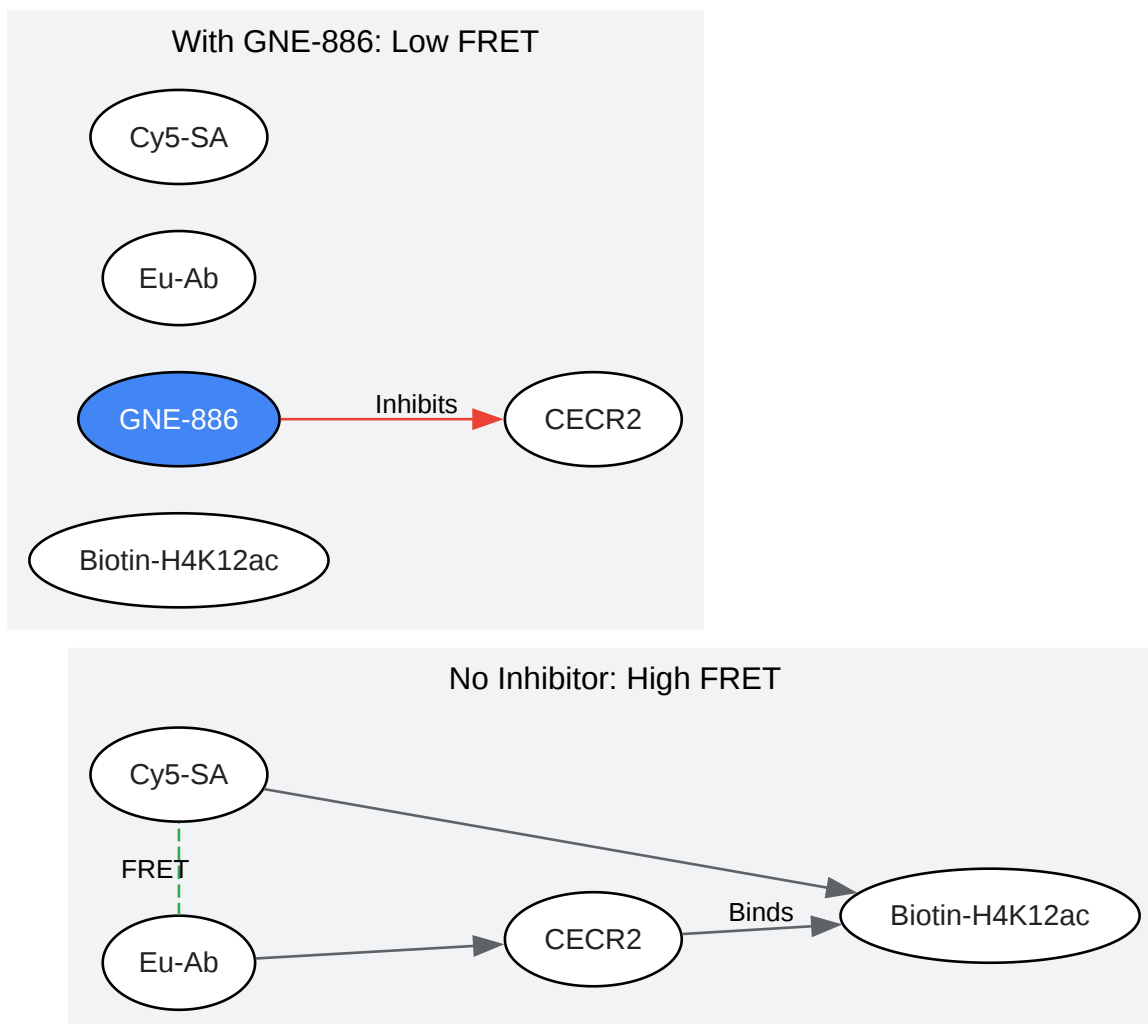 With GNE-886: Low FRET
Cy5-SA
Eu-Ab
GNE-886
Inhibits
CECR2
Biotin-H4K12ac
No Inhibitor: High FRET
Cy5-SA
FRET
Eu-Ab
CECR2
Binds
Biotin-H4K12ac